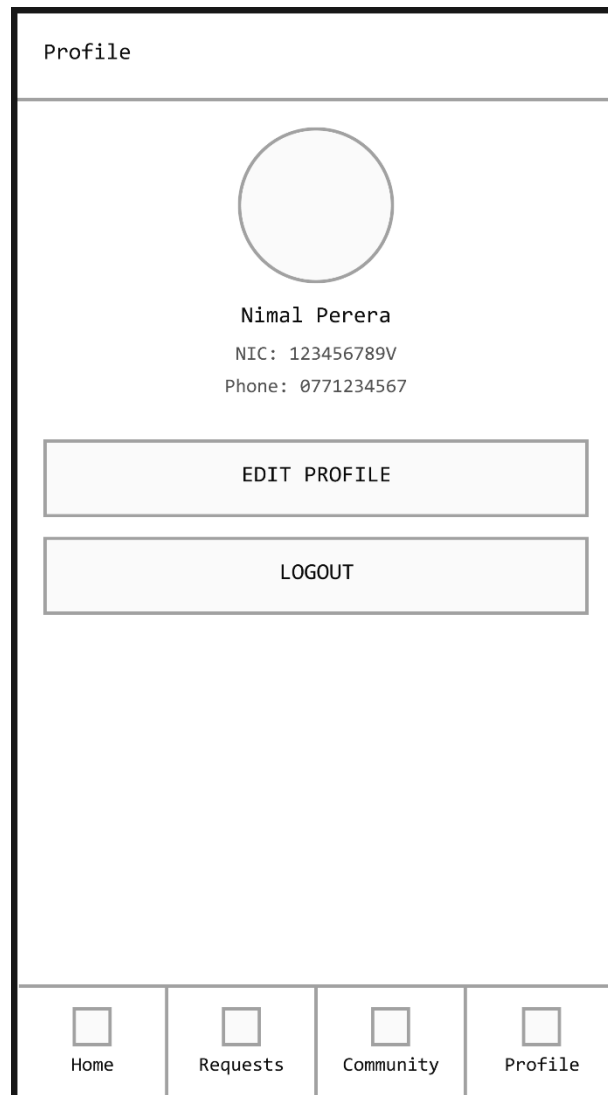 Profile
Nimal Perera
NIC: 123456789V
Phone: 0771234567
EDIT PROFILE
LOGOUT
Home
Requests
Community
Profile